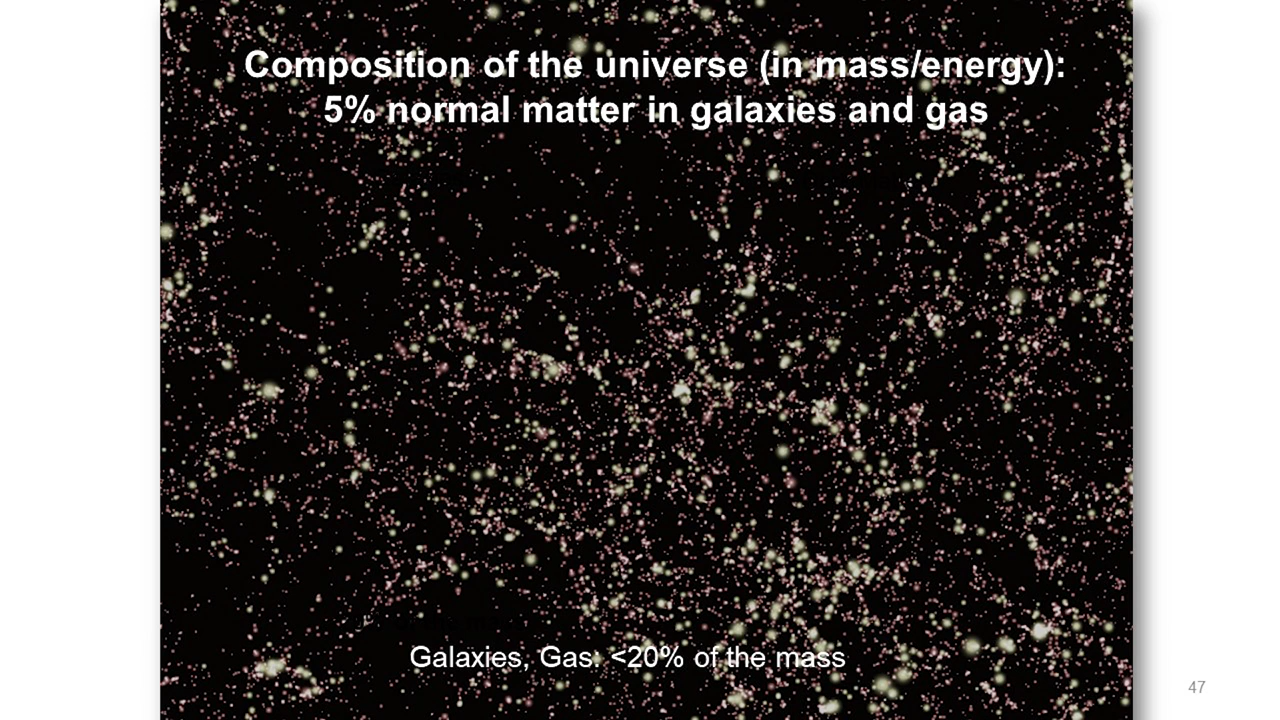 Composition of the universe (in mass/energy):
5% normal matter in galaxies and gas
Galaxies, Gas: <20% of the mass
47